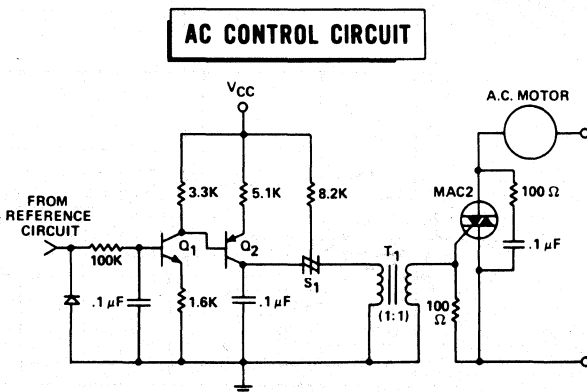 AC CONTROL CIRCUIT
VCC
A.C. MOTOR
3.3K
5.1K
8.2K
MAC2
100 Ω
FROM
REFERENCE
CIRCUIT
Q1
Q2
T1
.1 μF
100K
S1
.1 μF
1.6K
.1 μF
(1:1)
100
Ω